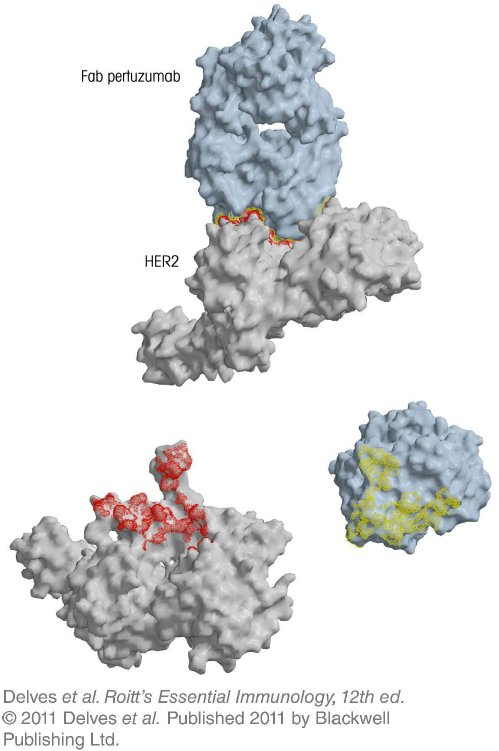 Fab pertuzumab
HER2
Delves et al. Roitt's Essential Immunology, 12th ed.
© 2011 Delves et al. Published 2011 by Blackwell
Publishing Ltd.